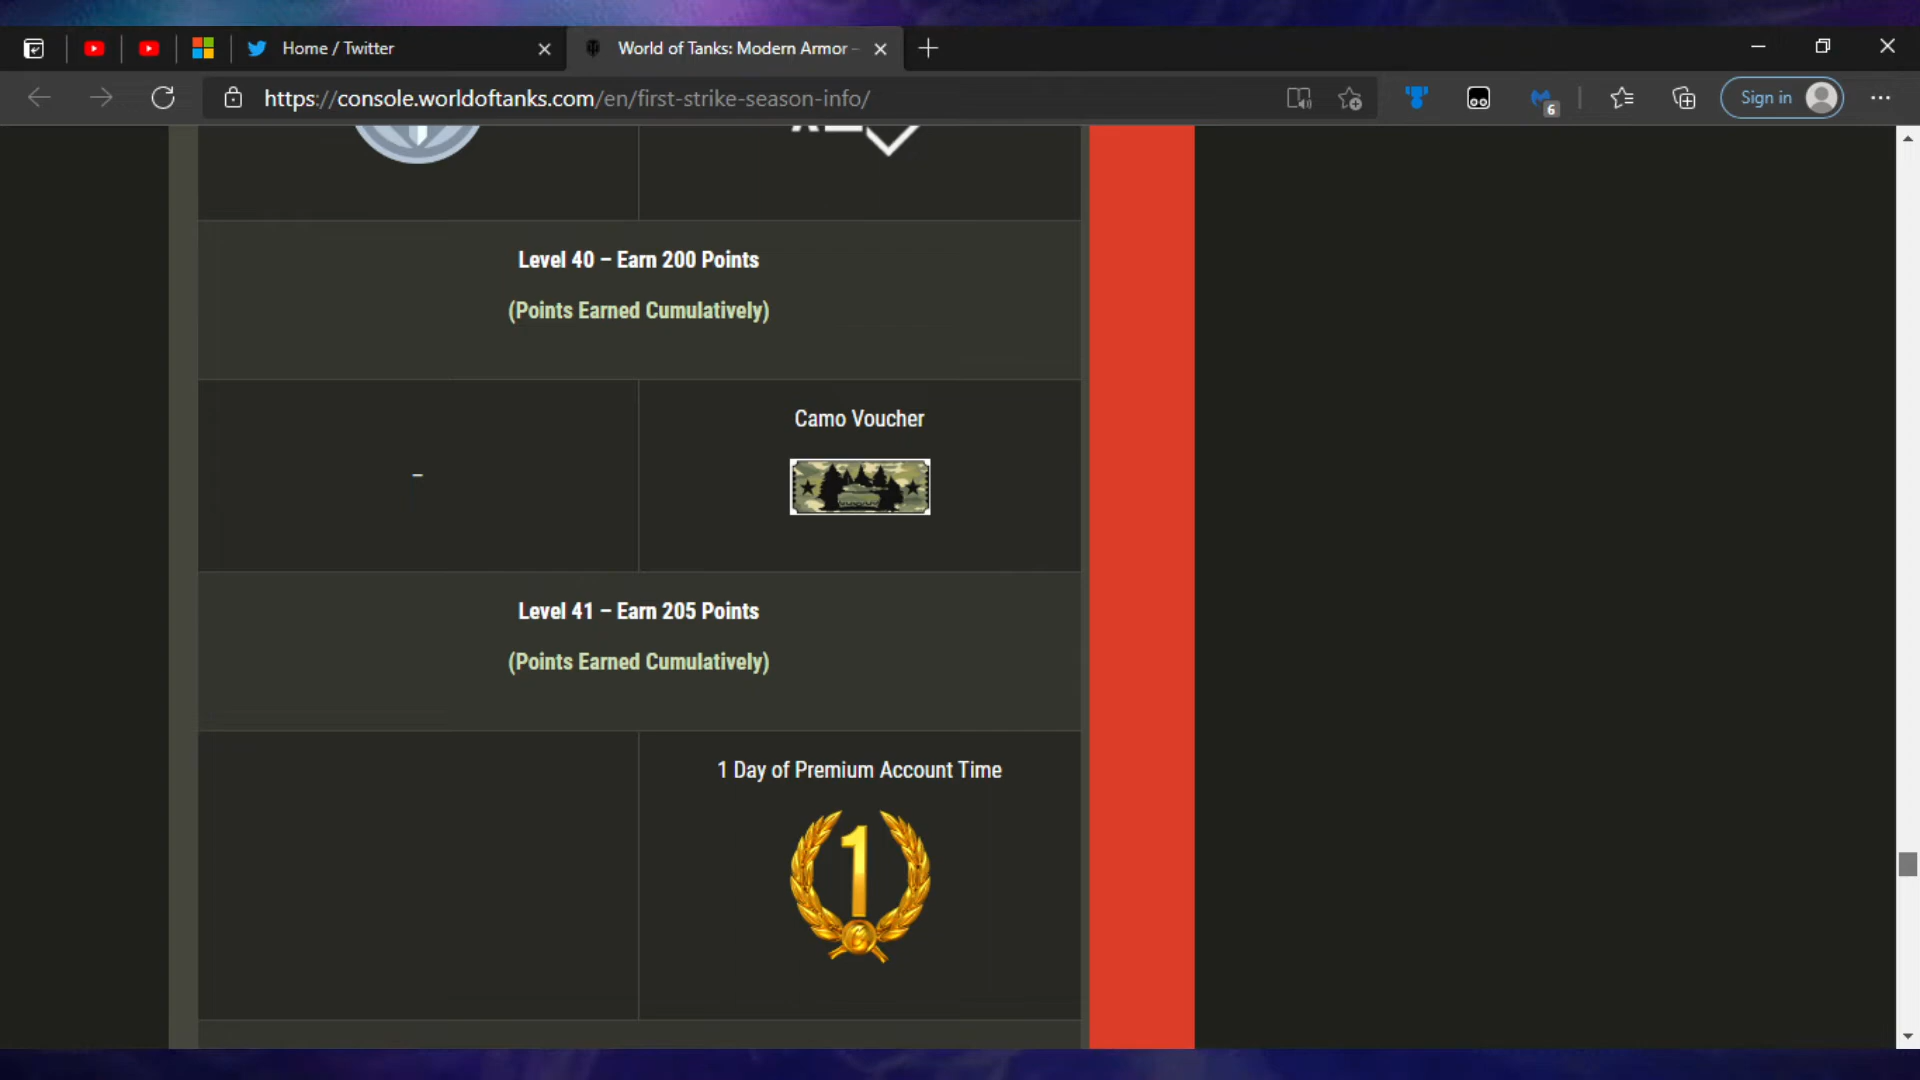 Home / Twitter
World of Tanks: Modern Armor –
https://console.worldoftanks.com/en/first-strike-season-info/
6
Sign in
Level 40 – Earn 200 Points
(Points Earned Cumulatively)
–
Camo Voucher
Level 41 – Earn 205 Points
(Points Earned Cumulatively)
1 Day of Premium Account Time
1